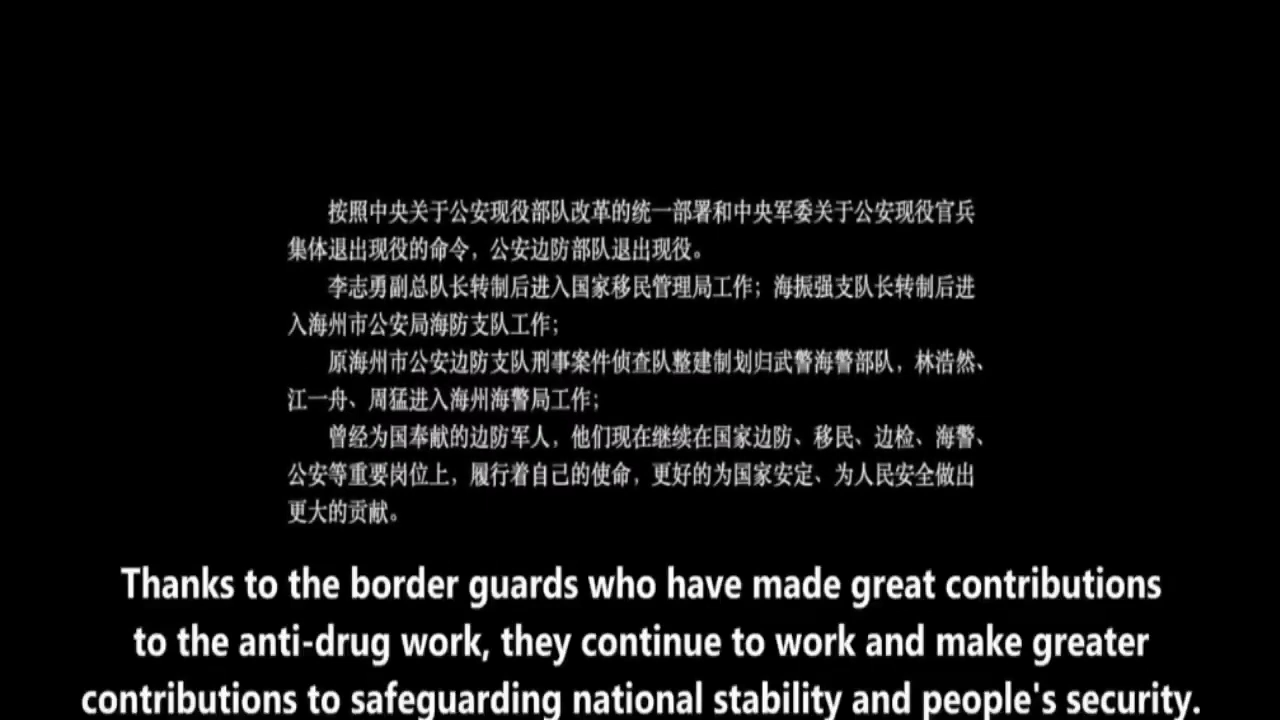 按照中央关于公安现役部队改革的统一部署和中央军委关于公安现役官兵
集体退出现役的命令，公安边防部队退出现役。
李志勇副总队长转制后进入国家移民管理局工作；海振强支队长转制后进
入海州市公安局海防支队工作；
原海州市公安边防支队刑事案件侦查队整建制划归武警海警部队，林浩然、
江一舟、周猛进入海州海警局工作；
曾经为国奉献的边防军人，他们现在继续在国家边防、移民、边检、海警、
公安等重要岗位上，履行着自己的使命，更好的为国家安定、为人民安全做出
更大的贡献。
Thanks to the border guards who have made great contributions
to the anti-drug work, they continue to work and make greater
contributions to safeguarding national stability and people's security.